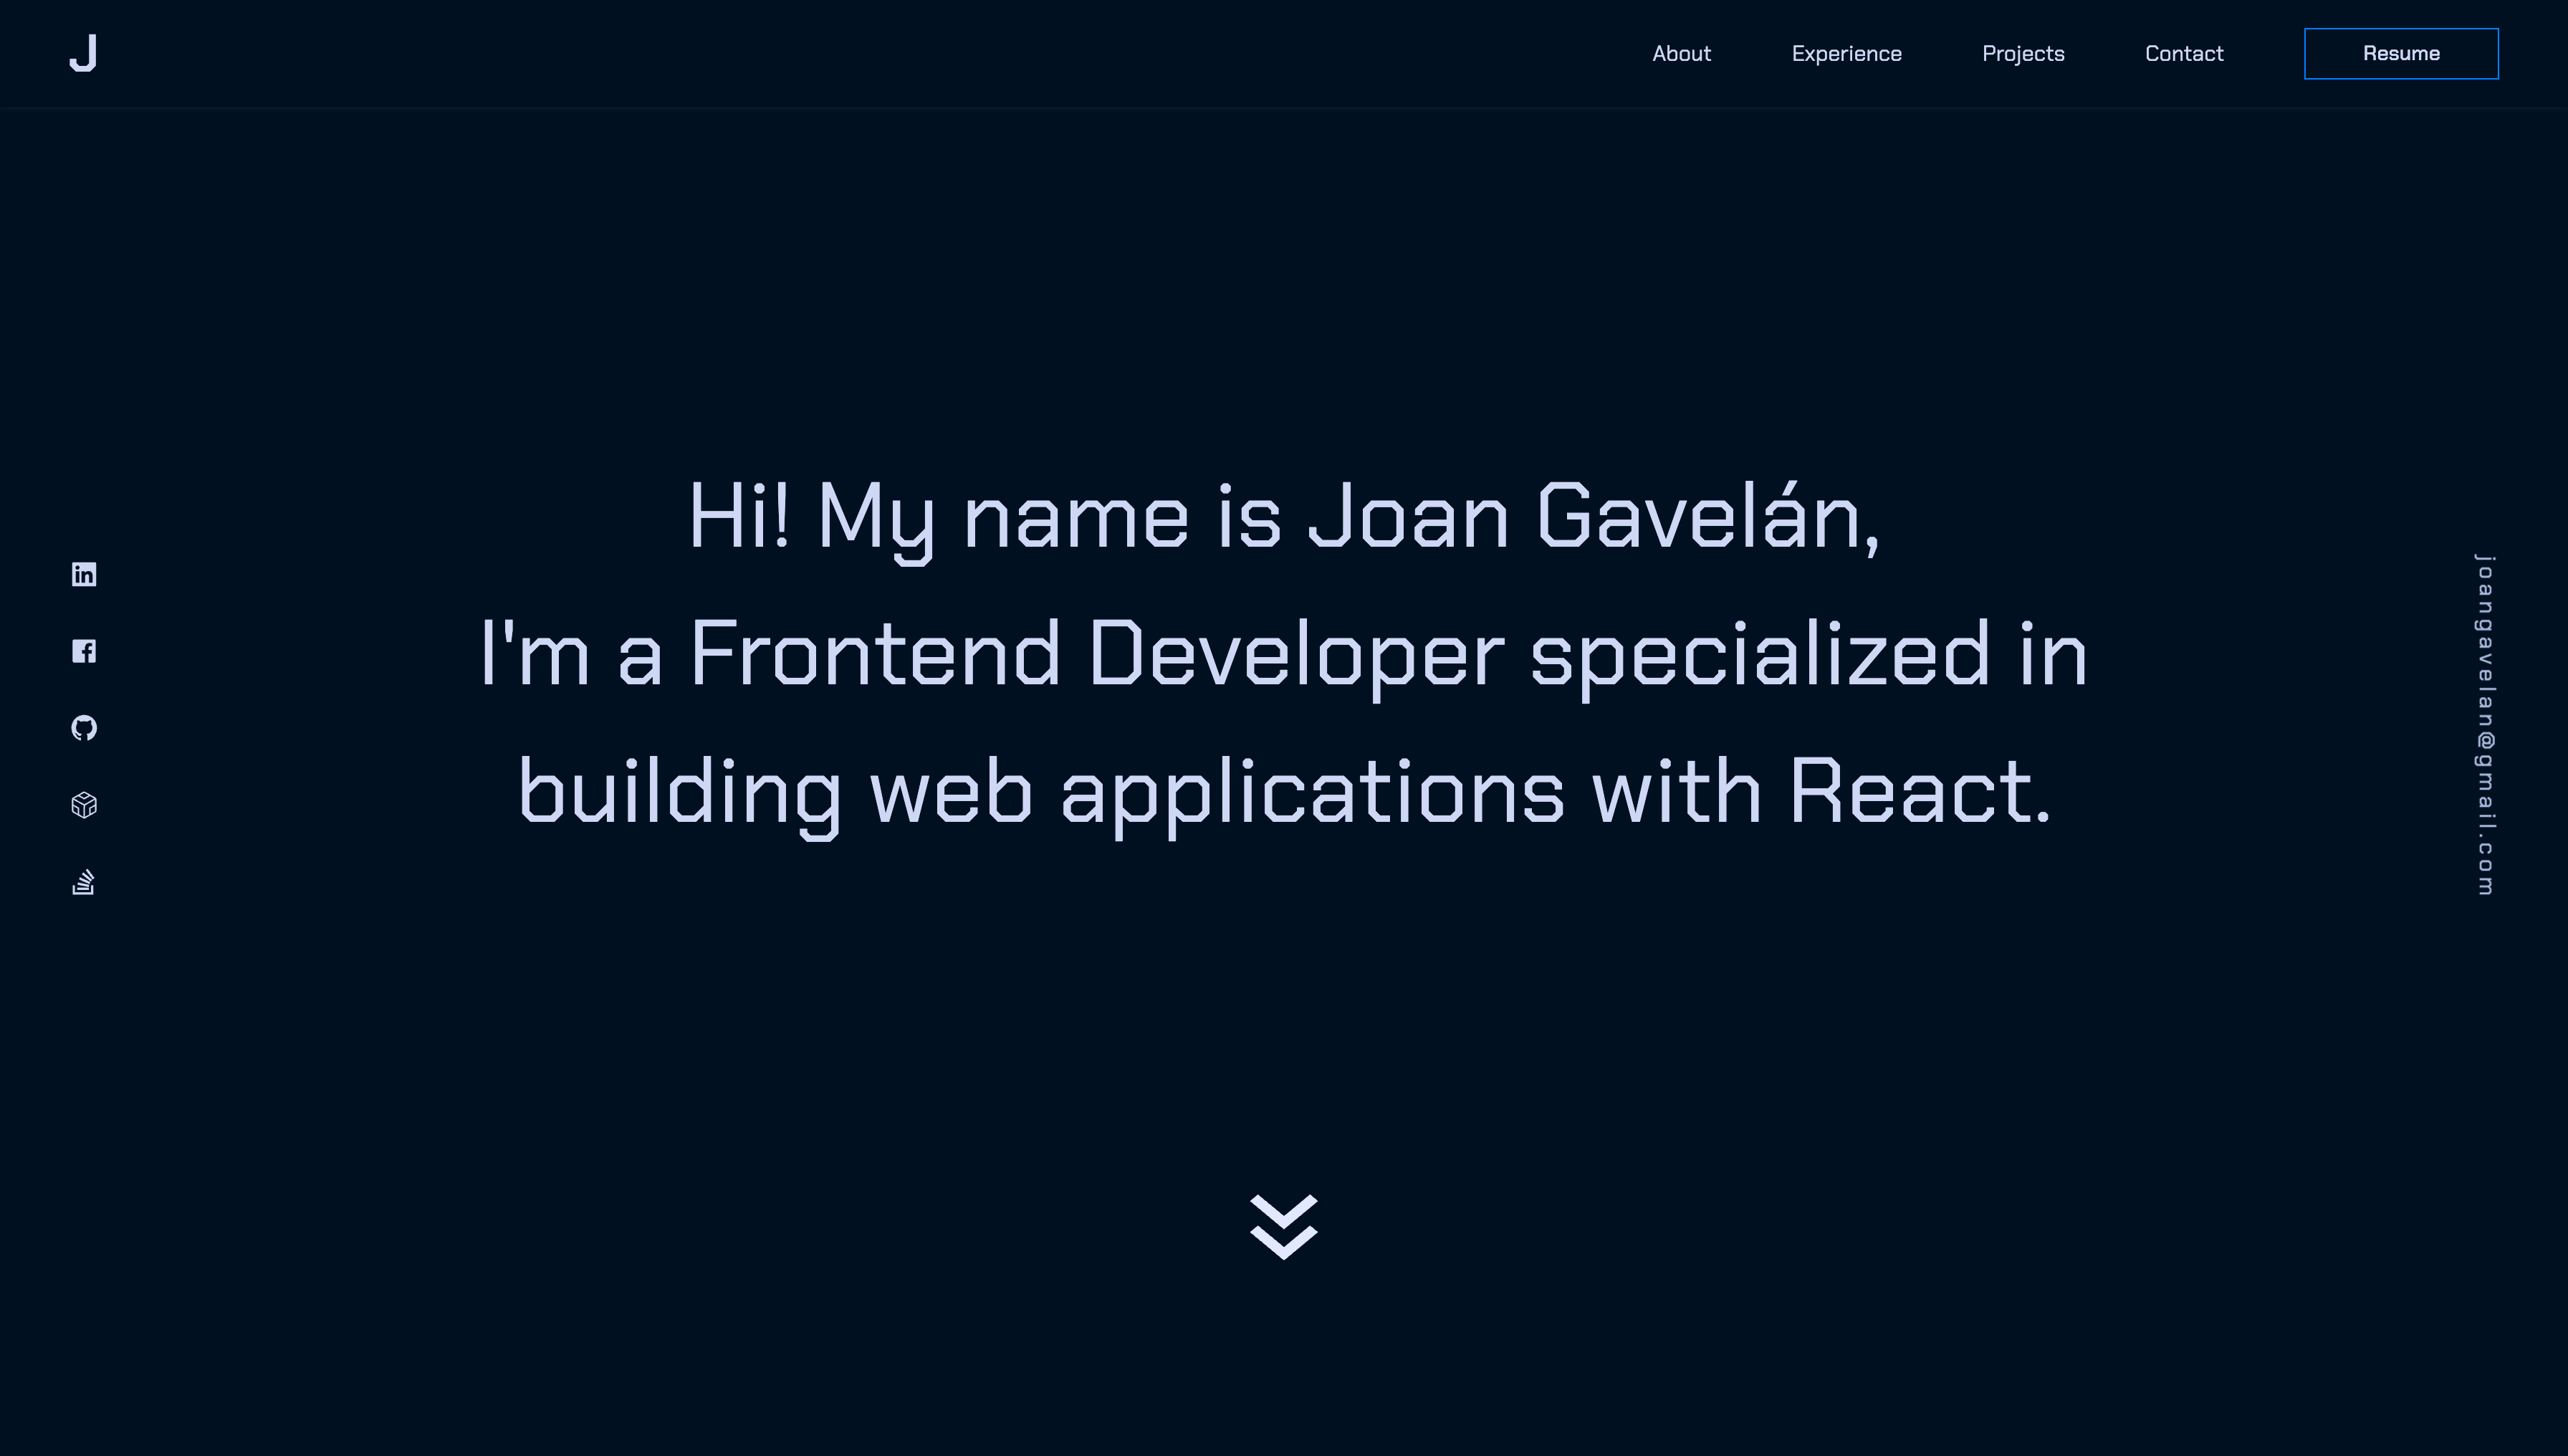 J
About
Experience
Projects
Contact
Resume
Hi! My name is Joan Gavelán,
I'm a Frontend Developer specialized in
building web applications with React.
in
f
joangavelan@gmail.com